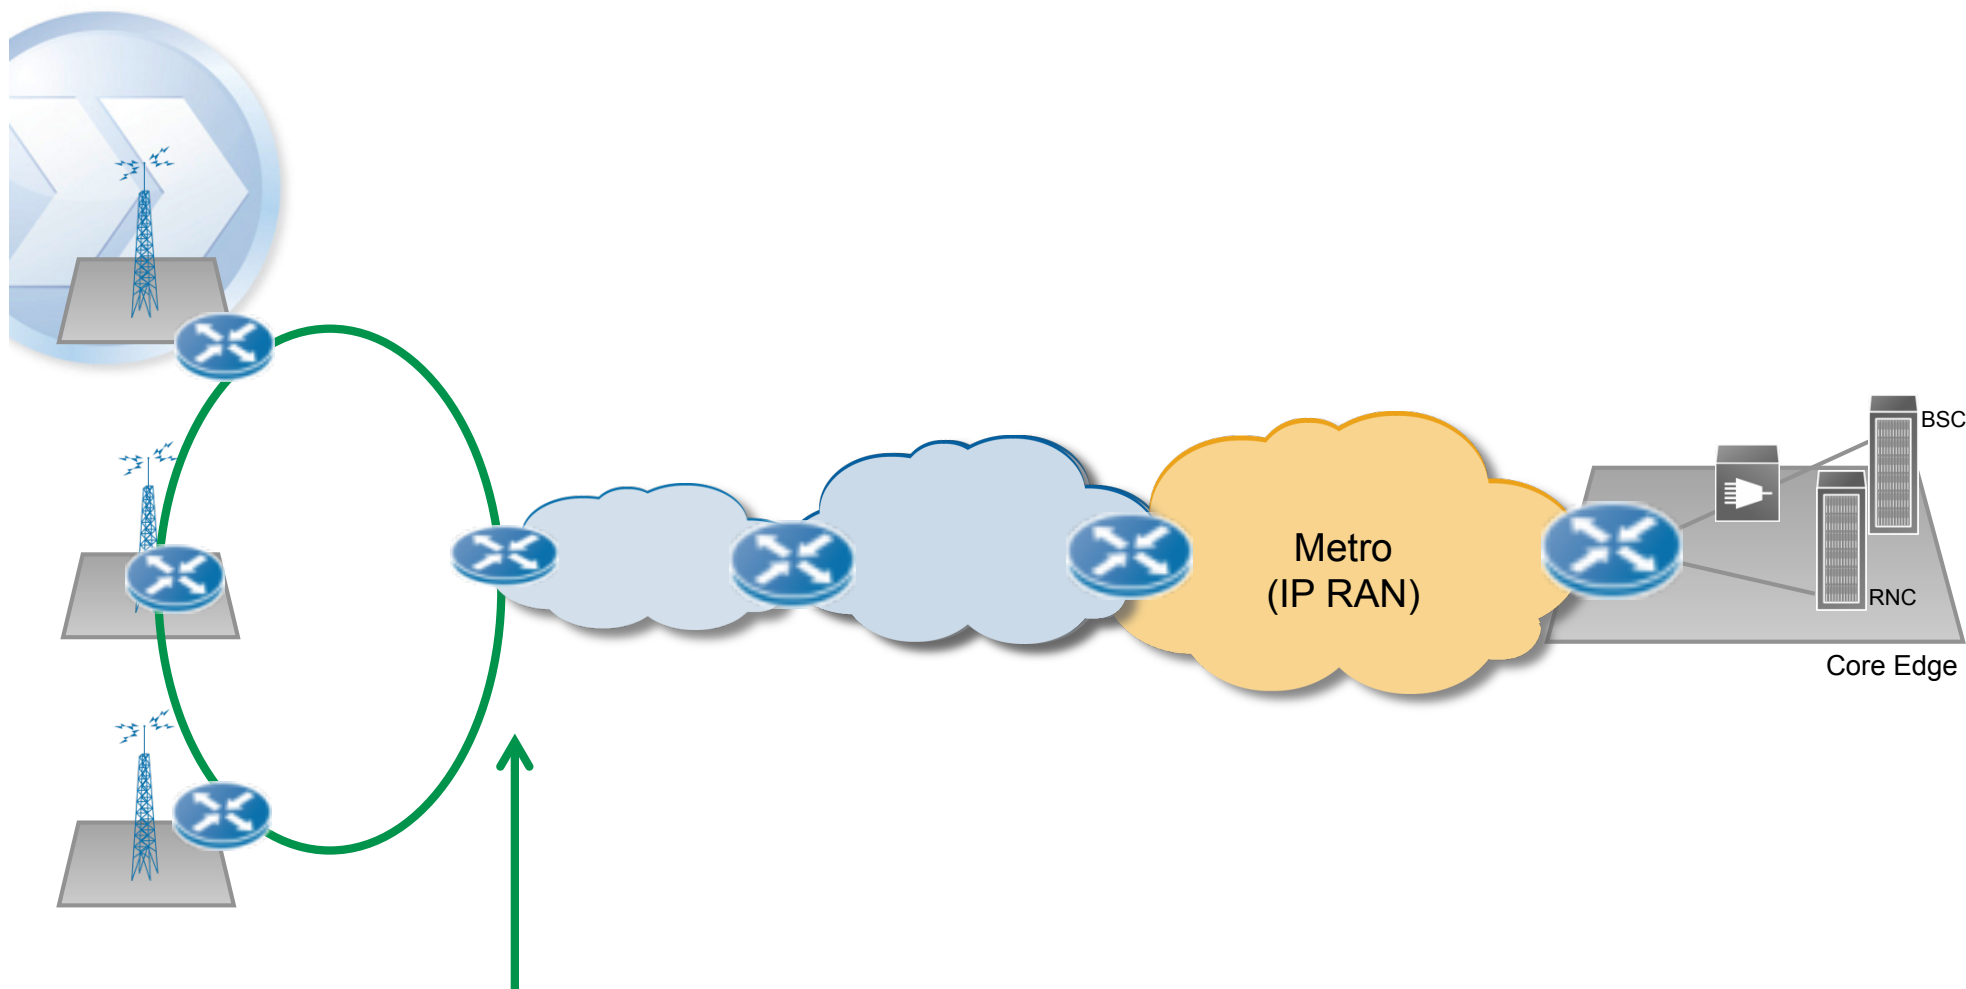 BSC
Metro
(IP RAN)
RNC
Core Edge